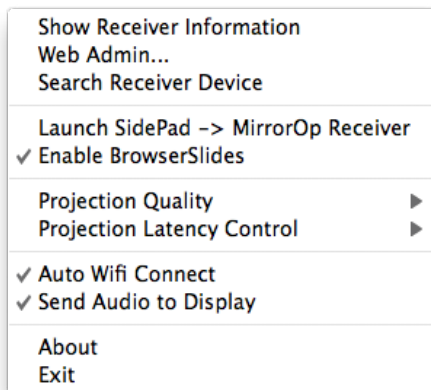 Show Receiver Information
Web Admin...
Search Receiver Device
Launch SidePad -> MirrorOp Receiver
Enable BrowserSlides
Projection Quality
Projection Latency Control
Auto Wifi Connect
Send Audio to Display
About
Exit